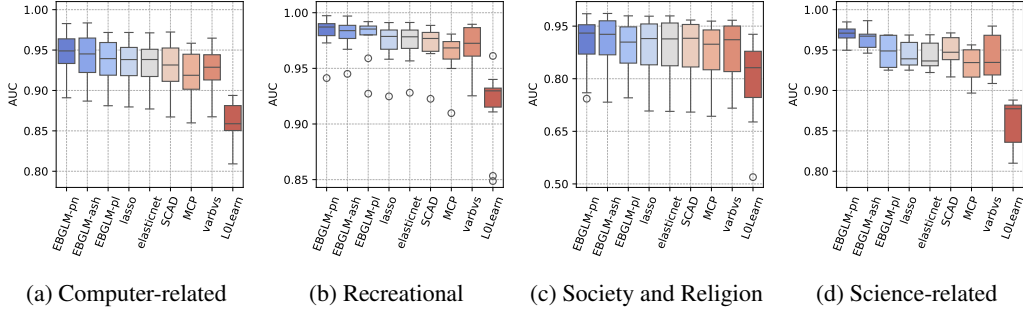 AUC
1.00
0.95
0.90
0.85
0.80
EBGLM-pn
EBGLM-ash
EBGLM-pl
lasso
elasticnet
SCAD
MCP
varbvs
L0Learn
(a) Computer-related
AUC
1.00
0.95
0.90
0.85
EBGLM-pn
EBGLM-ash
EBGLM-pl
lasso
elasticnet
SCAD
MCP
varbvs
L0Learn
(b) Recreational
AUC
0.95
0.80
0.65
0.50
EBGLM-pn
EBGLM-ash
EBGLM-pl
lasso
elasticnet
SCAD
MCP
varbvs
L0Learn
(c) Society and Religion
AUC
1.00
0.95
0.90
0.85
0.80
EBGLM-pn
EBGLM-ash
EBGLM-pl
lasso
elasticnet
SCAD
MCP
varbvs
L0Learn
(d) Science-related